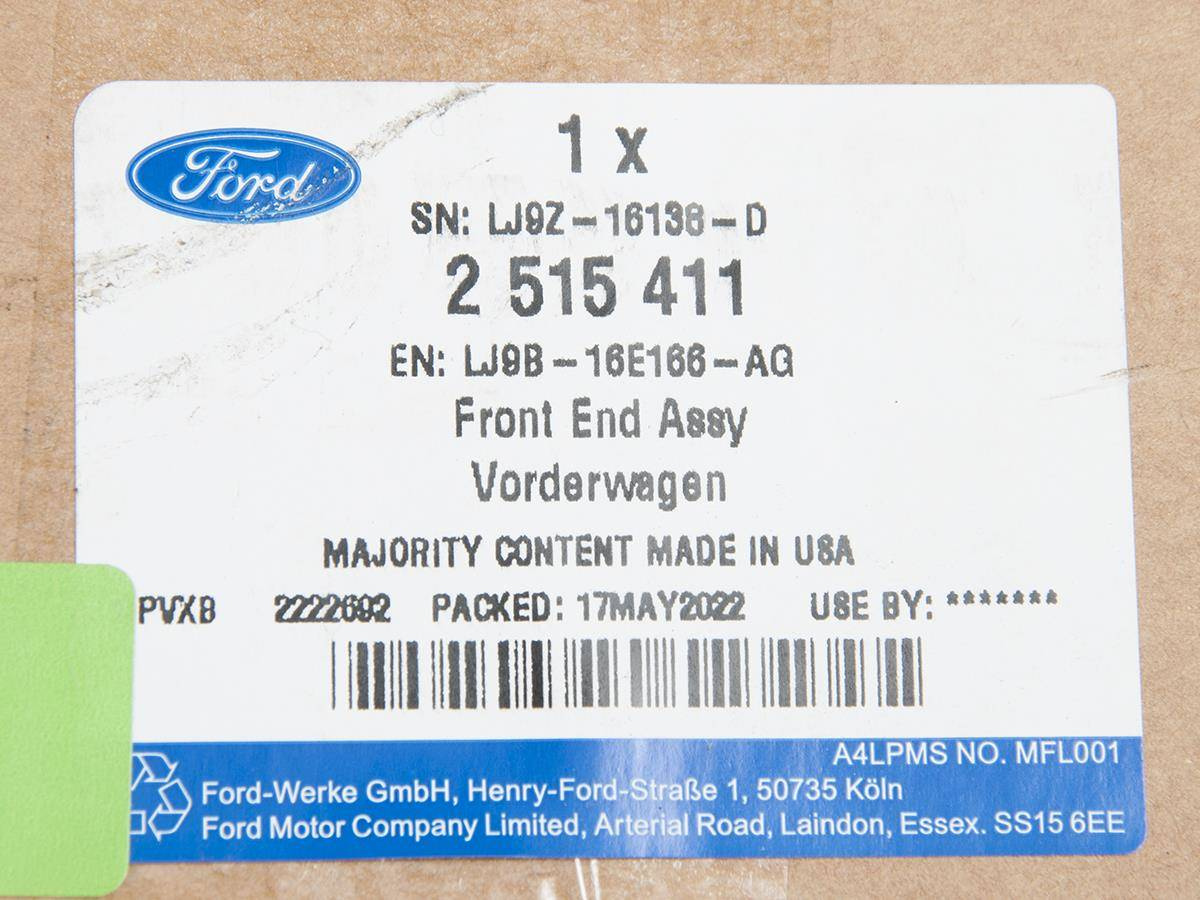 Ford
1 x
SN: LJ9Z-16138-D
2 515 411
EN: LJ9B-16E166-AG
Front End Assy
Vorderwagen
MAJORITY CONTENT MADE IN USA
PVXB 2222692 PACKED: 17MAY2022 USE BY: *******
A4LPMS NO. MFL001
Ford-Werke GmbH, Henry-Ford-Straße 1, 50735 Köln
Ford Motor Company Limited, Arterial Road, Laindon, Essex. SS15 6EE